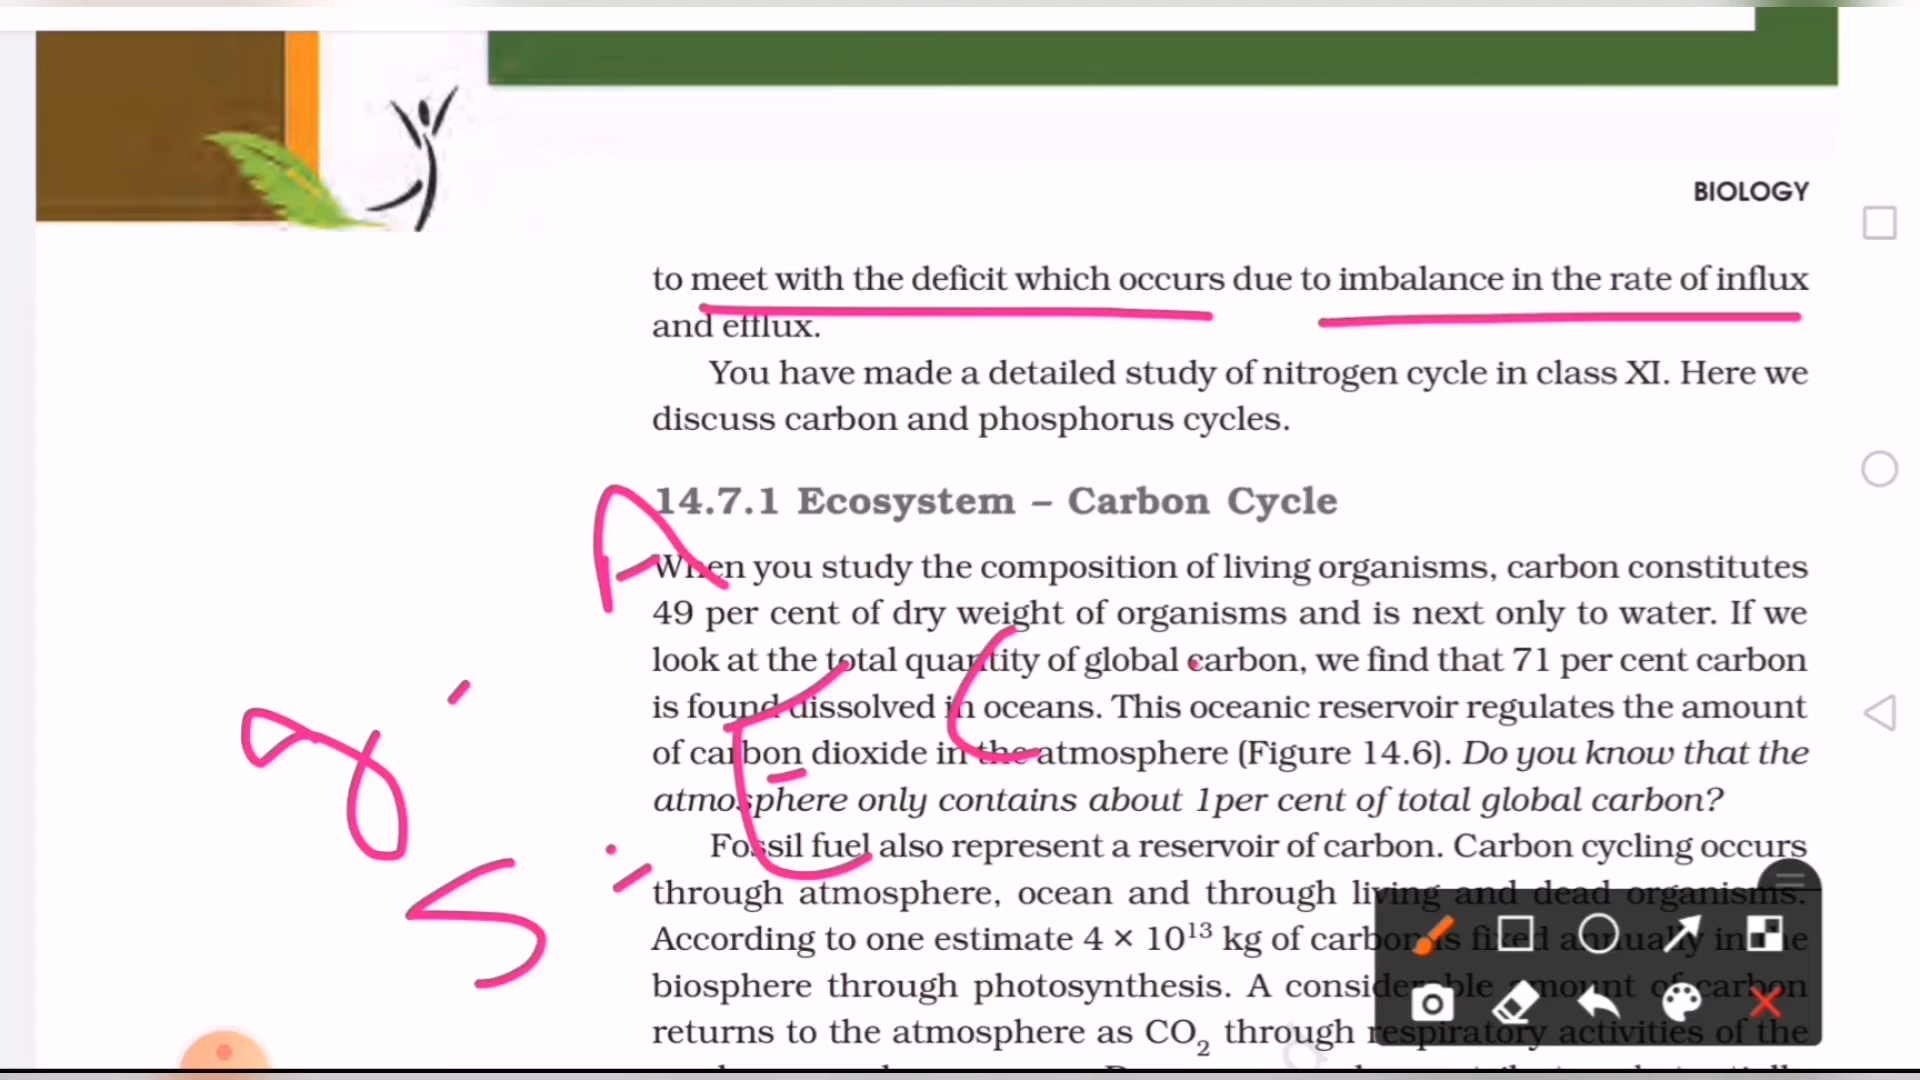 BIOLOGY
to meet with the deficit which occurs due to imbalance in the rate of influx
and efflux.
You have made a detailed study of nitrogen cycle in class XI. Here we
discuss carbon and phosphorus cycles.
14.7.1 Ecosystem – Carbon Cycle
When you study the composition of living organisms, carbon constitutes
49 per cent of dry weight of organisms and is next only to water. If we
look at the total quantity of global carbon, we find that 71 per cent carbon
is found dissolved in oceans. This oceanic reservoir regulates the amount
of carbon dioxide in the atmosphere (Figure 14.6). Do you know that the
atmosphere only contains about 1per cent of total global carbon?
Fossil fuel also represent a reservoir of carbon. Carbon cycling occurs
through atmosphere, ocean and through living and dead organisms.
According to one estimate 4 × 10¹³ kg of carbon is fixed annually in the
biosphere through photosynthesis. A considerable amount of carbon
returns to the atmosphere as CO₂ through respiratory activities of the
A
E
C
S